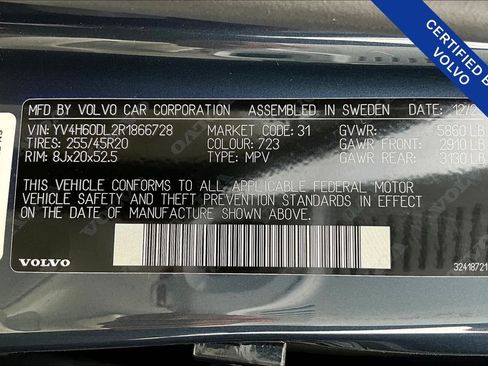 CERTIFIED BY
VOLVO
MFD BY VOLVO CAR CORPORATION ASSEMBLED IN SWEDEN 12/2
VIN: YV4H60DL2R1866728 MARKET CODE: 31 GVWR: 5860 LB
TIRES: 255/45R20 COLOUR: 723 GAWR FRONT: 2910 LB
RIM: 8Jx20x52.5 TYPE: MPV GAWR REAR: 3130 LB
THIS VEHICLE CONFORMS TO ALL APPLICABLE FEDERAL MOTOR
VEHICLE SAFETY AND THEFT PREVENTION STANDARDS IN EFFECT
ON THE DATE OF MANUFACTURE SHOWN ABOVE.
VOLVO
32418721